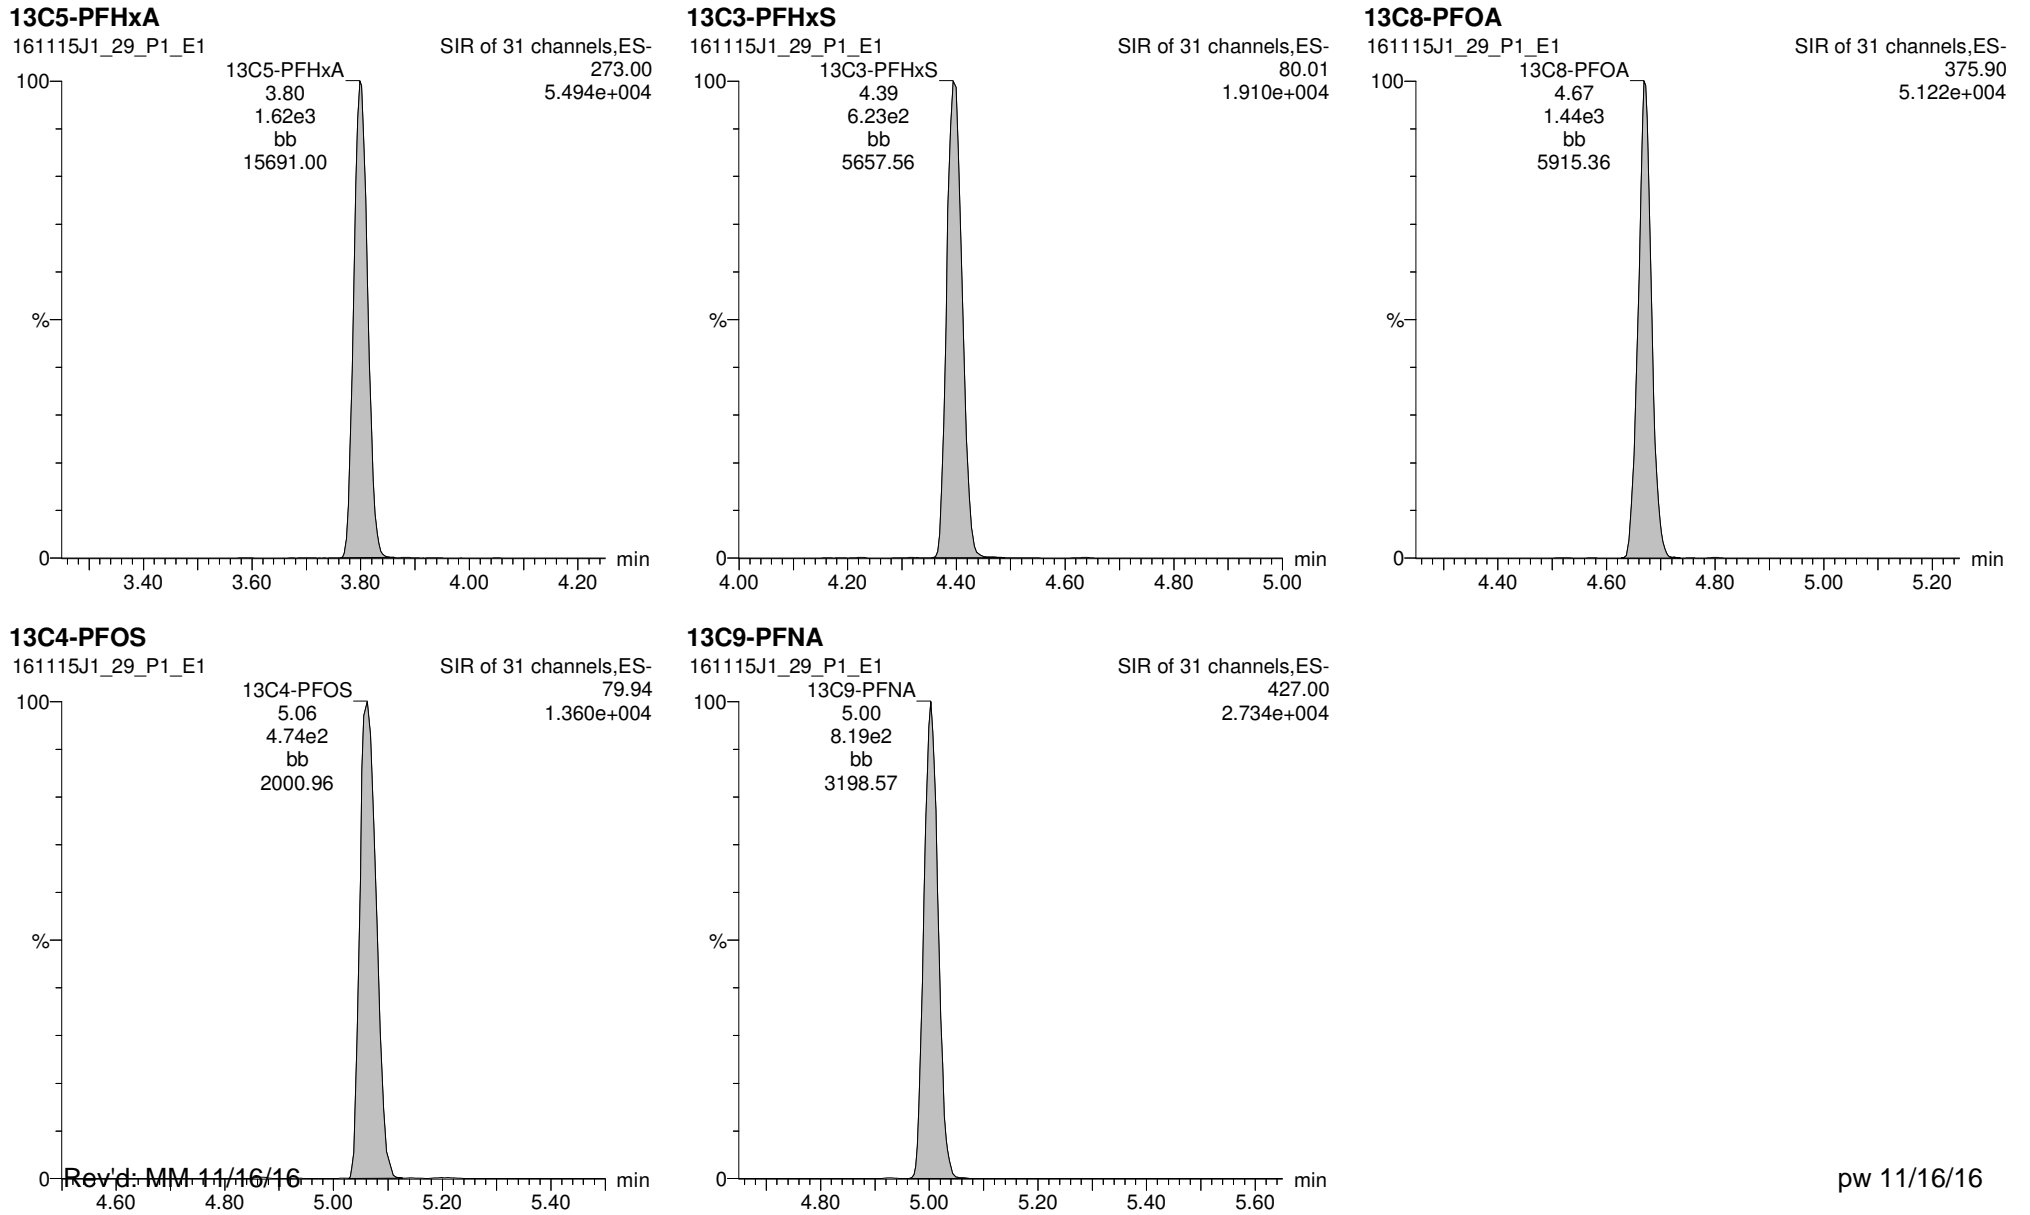 13C5-PFHxA
161115J1_29_P1_E1
SIR of 31 channels,ES-
273.00
5.494e+004
13C5-PFHxA
3.80
1.62e3
bb
15691.00
100
%
0
min
3.40 3.60 3.80 4.00 4.20
13C3-PFHxS
161115J1_29_P1_E1
SIR of 31 channels,ES-
80.01
1.910e+004
13C3-PFHxS
4.39
6.23e2
bb
5657.56
100
%
0
min
4.00 4.20 4.40 4.60 4.80 5.00
13C8-PFOA
161115J1_29_P1_E1
SIR of 31 channels,ES-
375.90
5.122e+004
13C8-PFOA
4.67
1.44e3
bb
5915.36
100
%
0
min
4.40 4.60 4.80 5.00 5.20
13C4-PFOS
161115J1_29_P1_E1
SIR of 31 channels,ES-
79.94
1.360e+004
13C4-PFOS
5.06
4.74e2
bb
2000.96
100
%
0
min
4.60 4.80 5.00 5.20 5.40
13C9-PFNA
161115J1_29_P1_E1
SIR of 31 channels,ES-
427.00
2.734e+004
13C9-PFNA
5.00
8.19e2
bb
3198.57
100
%
0
min
4.80 5.00 5.20 5.40 5.60
Rev'd: MM 11/16/16
pw 11/16/16